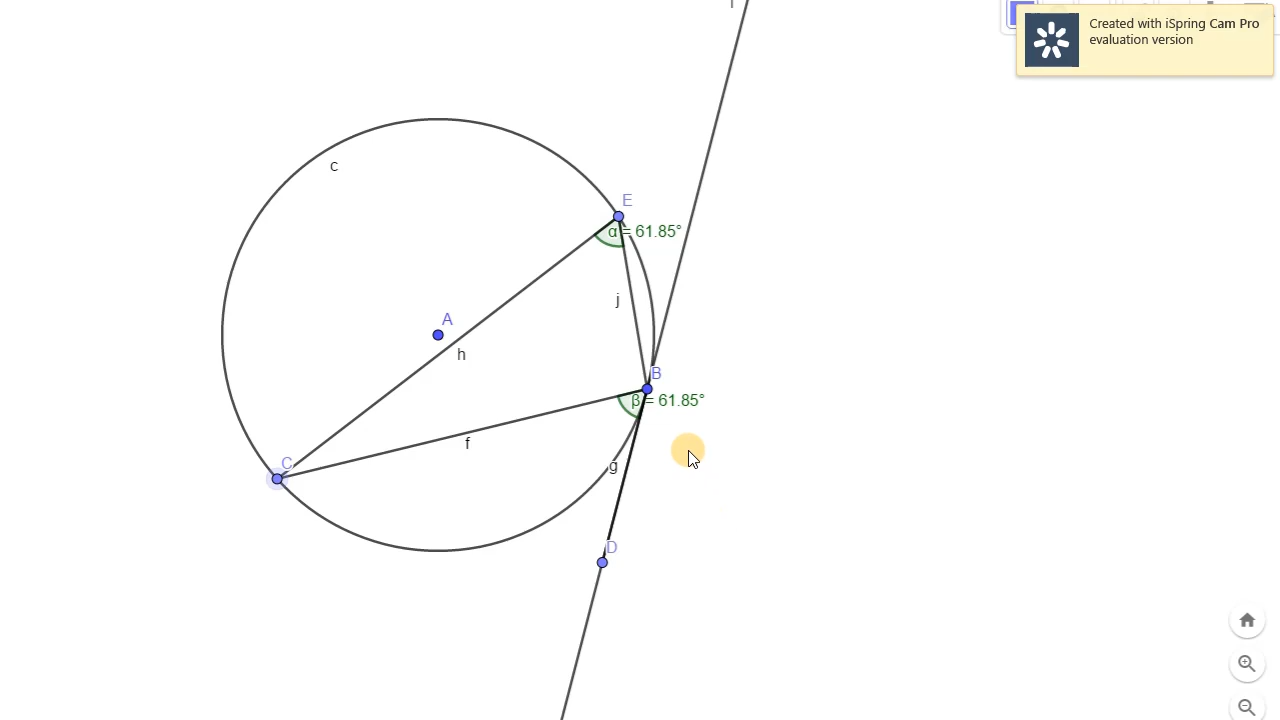 Created with iSpring Cam Pro
evaluation version
c
E
α = 61.85°
j
A
h
B
β = 61.85°
f
C
g
D